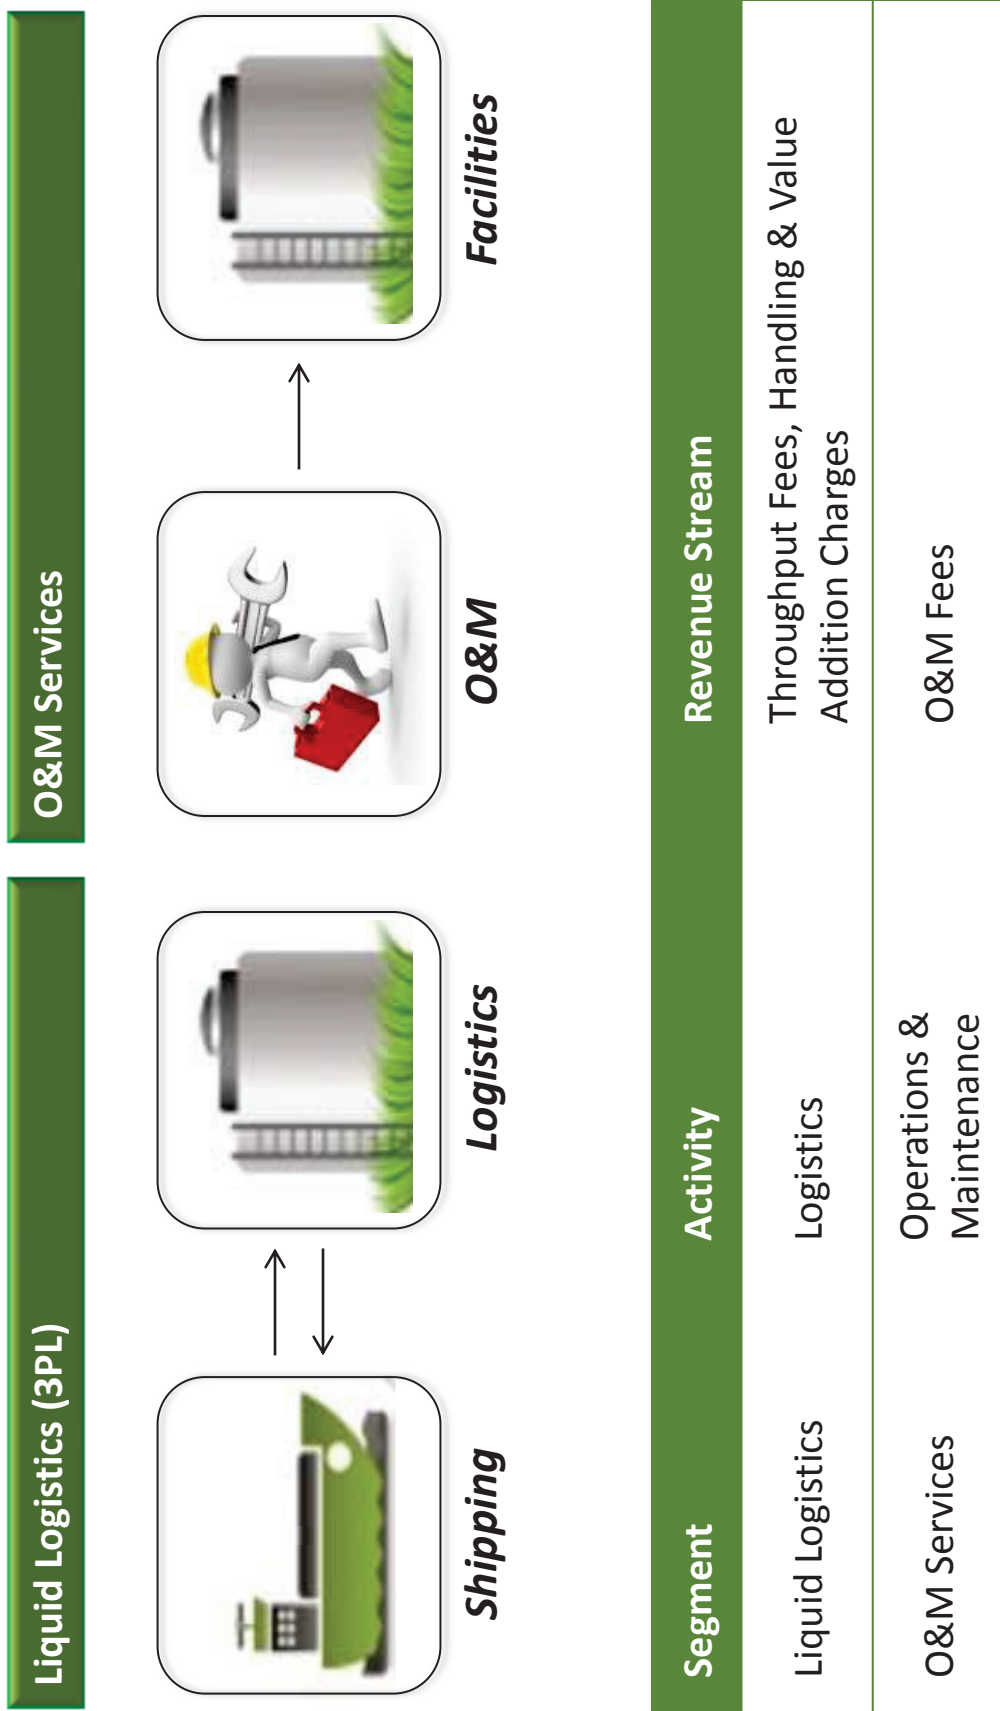 Liquid Logistics (3PL)
O&M Services
Shipping
Logistics
O&M
Facilities
Segment Activity Revenue Stream
Liquid Logistics Logistics Throughput Fees, Handling & Value
Addition Charges
O&M Services Operations & O&M Fees
Maintenance